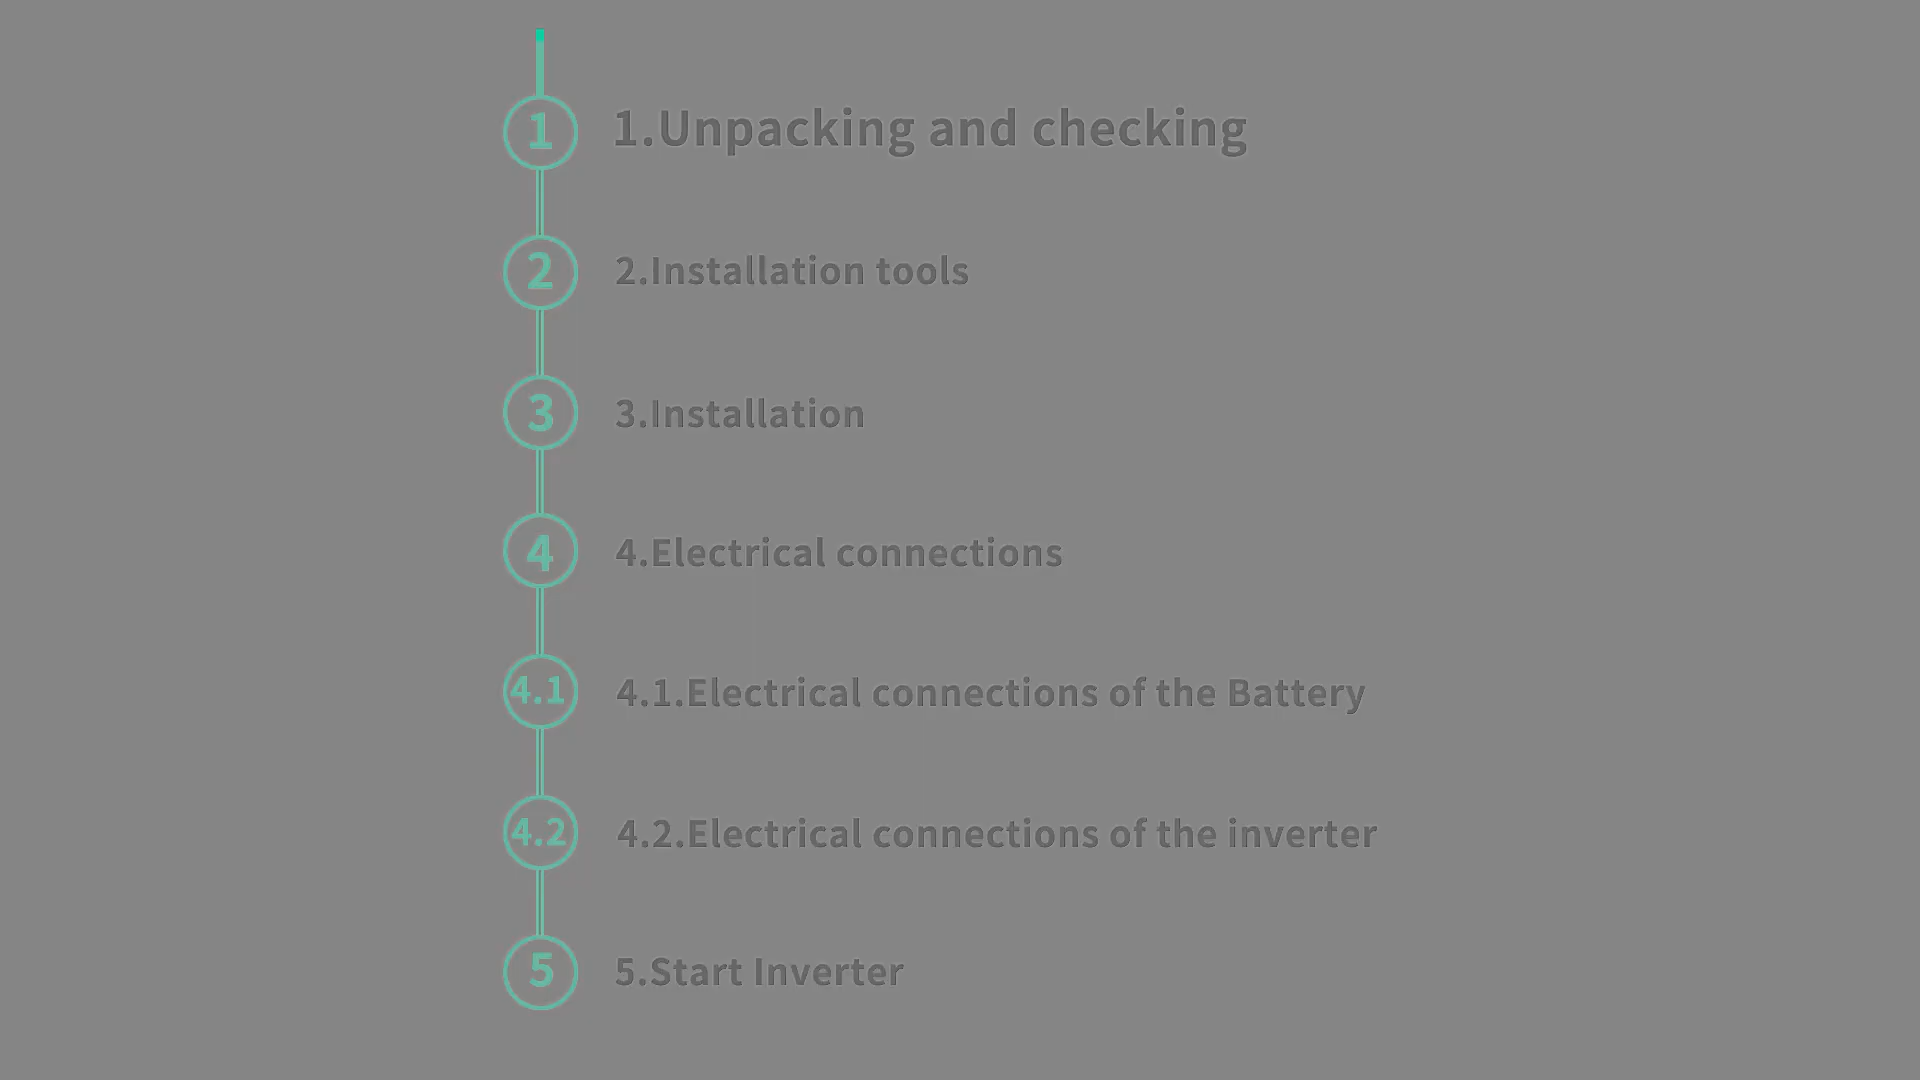 1 1.Unpacking and checking
2 2.Installation tools
3 3.Installation
4 4.Electrical connections
4.1 4.1.Electrical connections of the Battery
4.2 4.2.Electrical connections of the inverter
5 5.Start Inverter